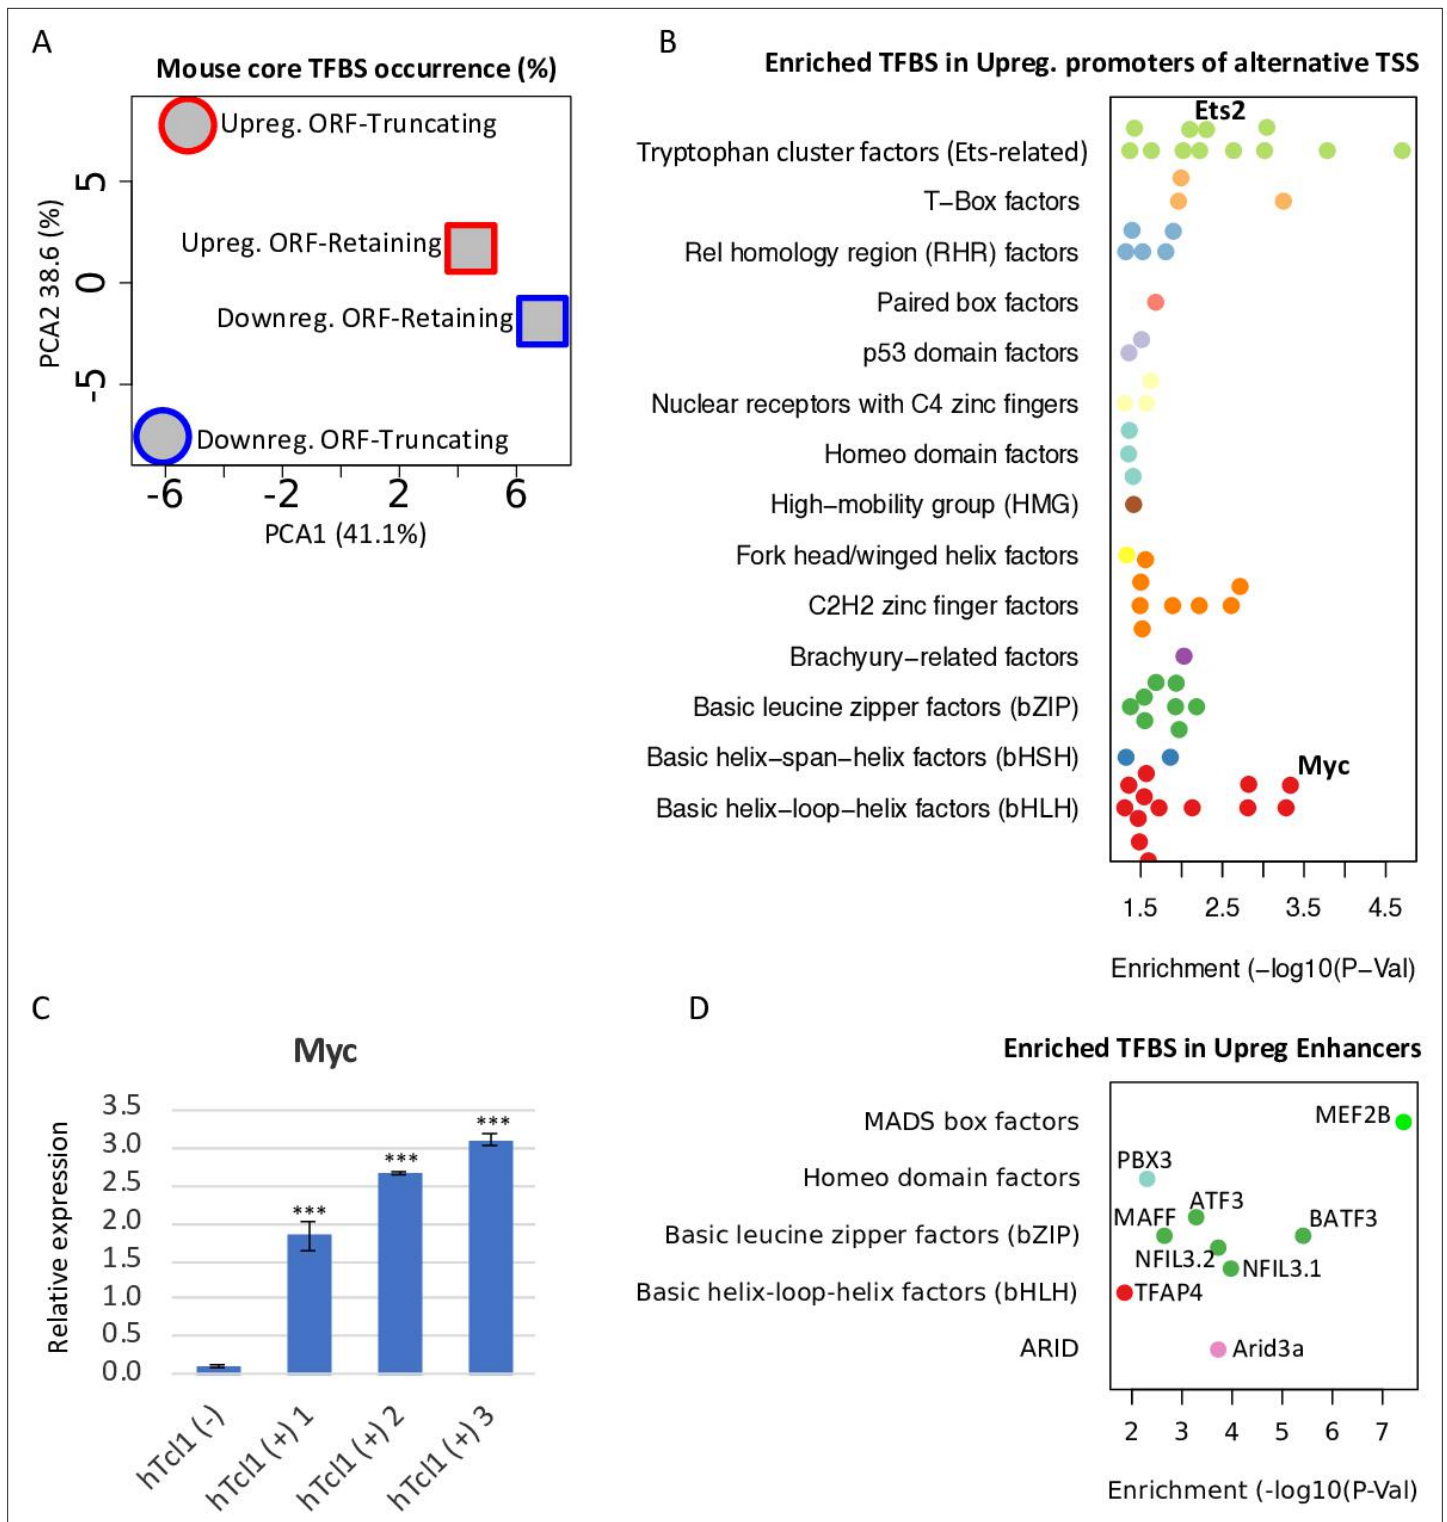 A
Mouse core TFBS occurrence (%)
Upreg. ORF-Truncating
Upreg. ORF-Retaining
Downreg. ORF-Retaining
Downreg. ORF-Truncating
PCA2 38.6 (%)
5
0
-5
-6 -2 2 6
PCA1 (41.1%)
B
Enriched TFBS in Upreg. promoters of alternative TSS
Ets2
Tryptophan cluster factors (Ets-related)
T−Box factors
Rel homology region (RHR) factors
Paired box factors
p53 domain factors
Nuclear receptors with C4 zinc fingers
Homeo domain factors
High−mobility group (HMG)
Fork head/winged helix factors
C2H2 zinc finger factors
Brachyury−related factors
Basic leucine zipper factors (bZIP)
Basic helix−span−helix factors (bHSH)
Myc
Basic helix−loop−helix factors (bHLH)
1.5 2.5 3.5 4.5
Enrichment (−log10(P−Val)
C
Myc
Relative expression
3.5
3.0
2.5
2.0
1.5
1.0
0.5
0.0
***
***
***
hTcl1 (-)
hTcl1 (+) 1
hTcl1 (+) 2
hTcl1 (+) 3
D
Enriched TFBS in Upreg Enhancers
MADS box factors
MEF2B
Homeo domain factors
PBX3
Basic leucine zipper factors (bZIP)
ATF3
MAFF
BATF3
NFIL3.2
NFIL3.1
Basic helix-loop-helix factors (bHLH)
TFAP4
ARID
Arid3a
2 3 4 5 6 7
Enrichment (-log10(P-Val)